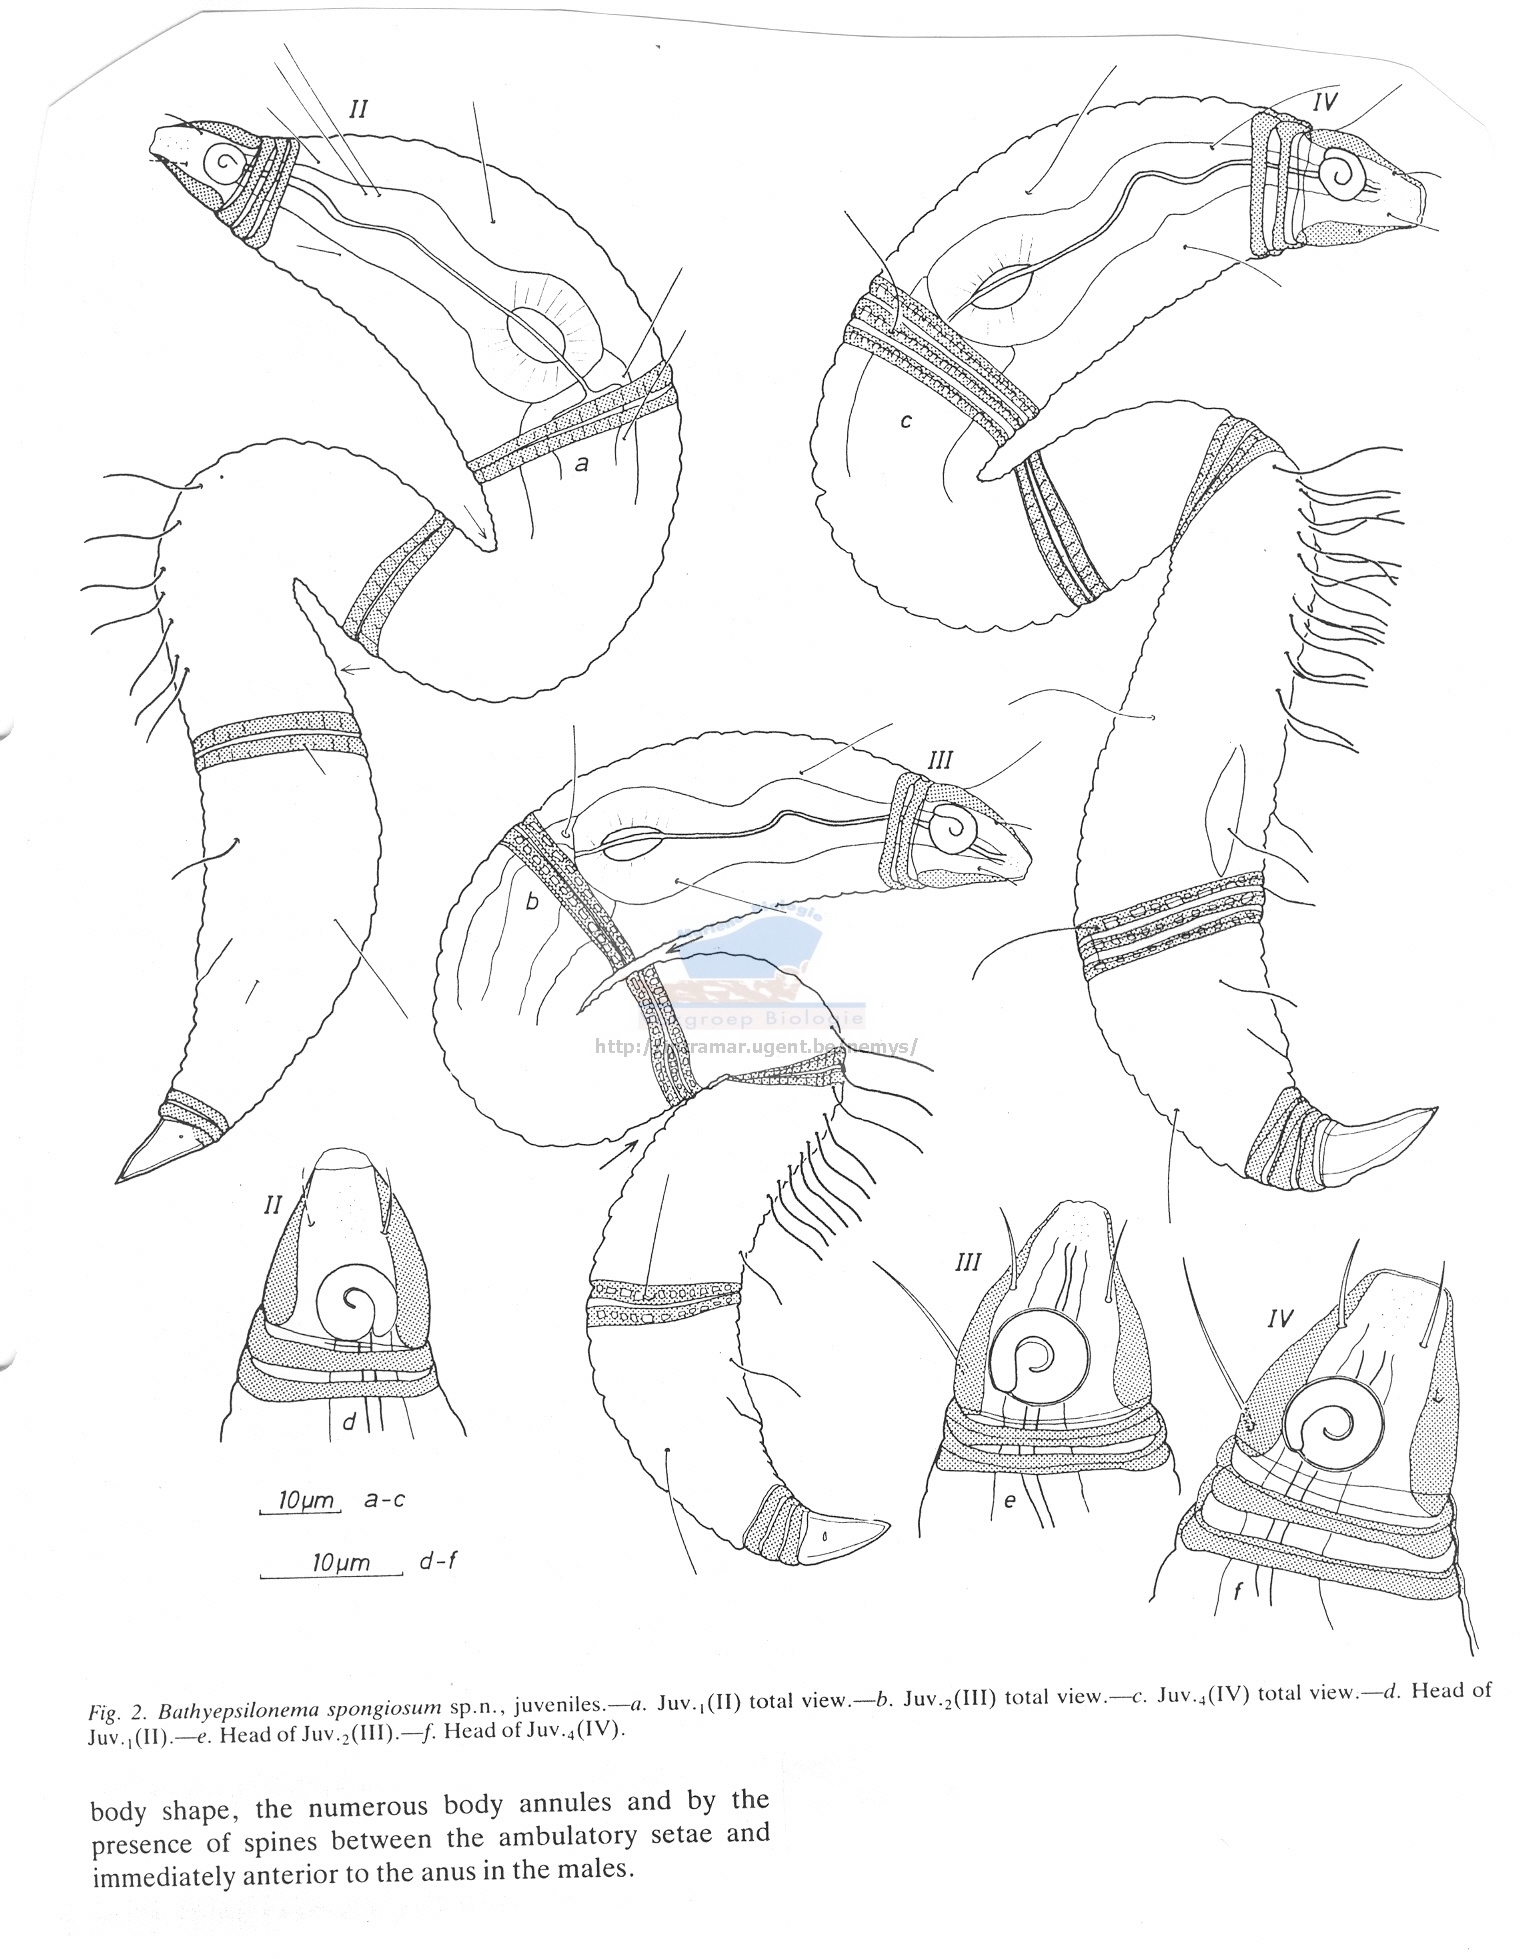 II
IV
c
a
III
b
II
III
IV
d
e
f
10µm a-c
10µm d-f
groep Biologie
Fig. 2. Bathyepsilonema spongiosum sp.n., juveniles.—a. Juv.₁(II) total view.—b. Juv.₂(III) total view.—c. Juv.₄(IV) total view.—d. Head of
Juv.₁(II).—e. Head of Juv.₂(III).—f. Head of Juv.₄(IV).
body shape, the numerous body annules and by the
presence of spines between the ambulatory setae and
immediately anterior to the anus in the males.